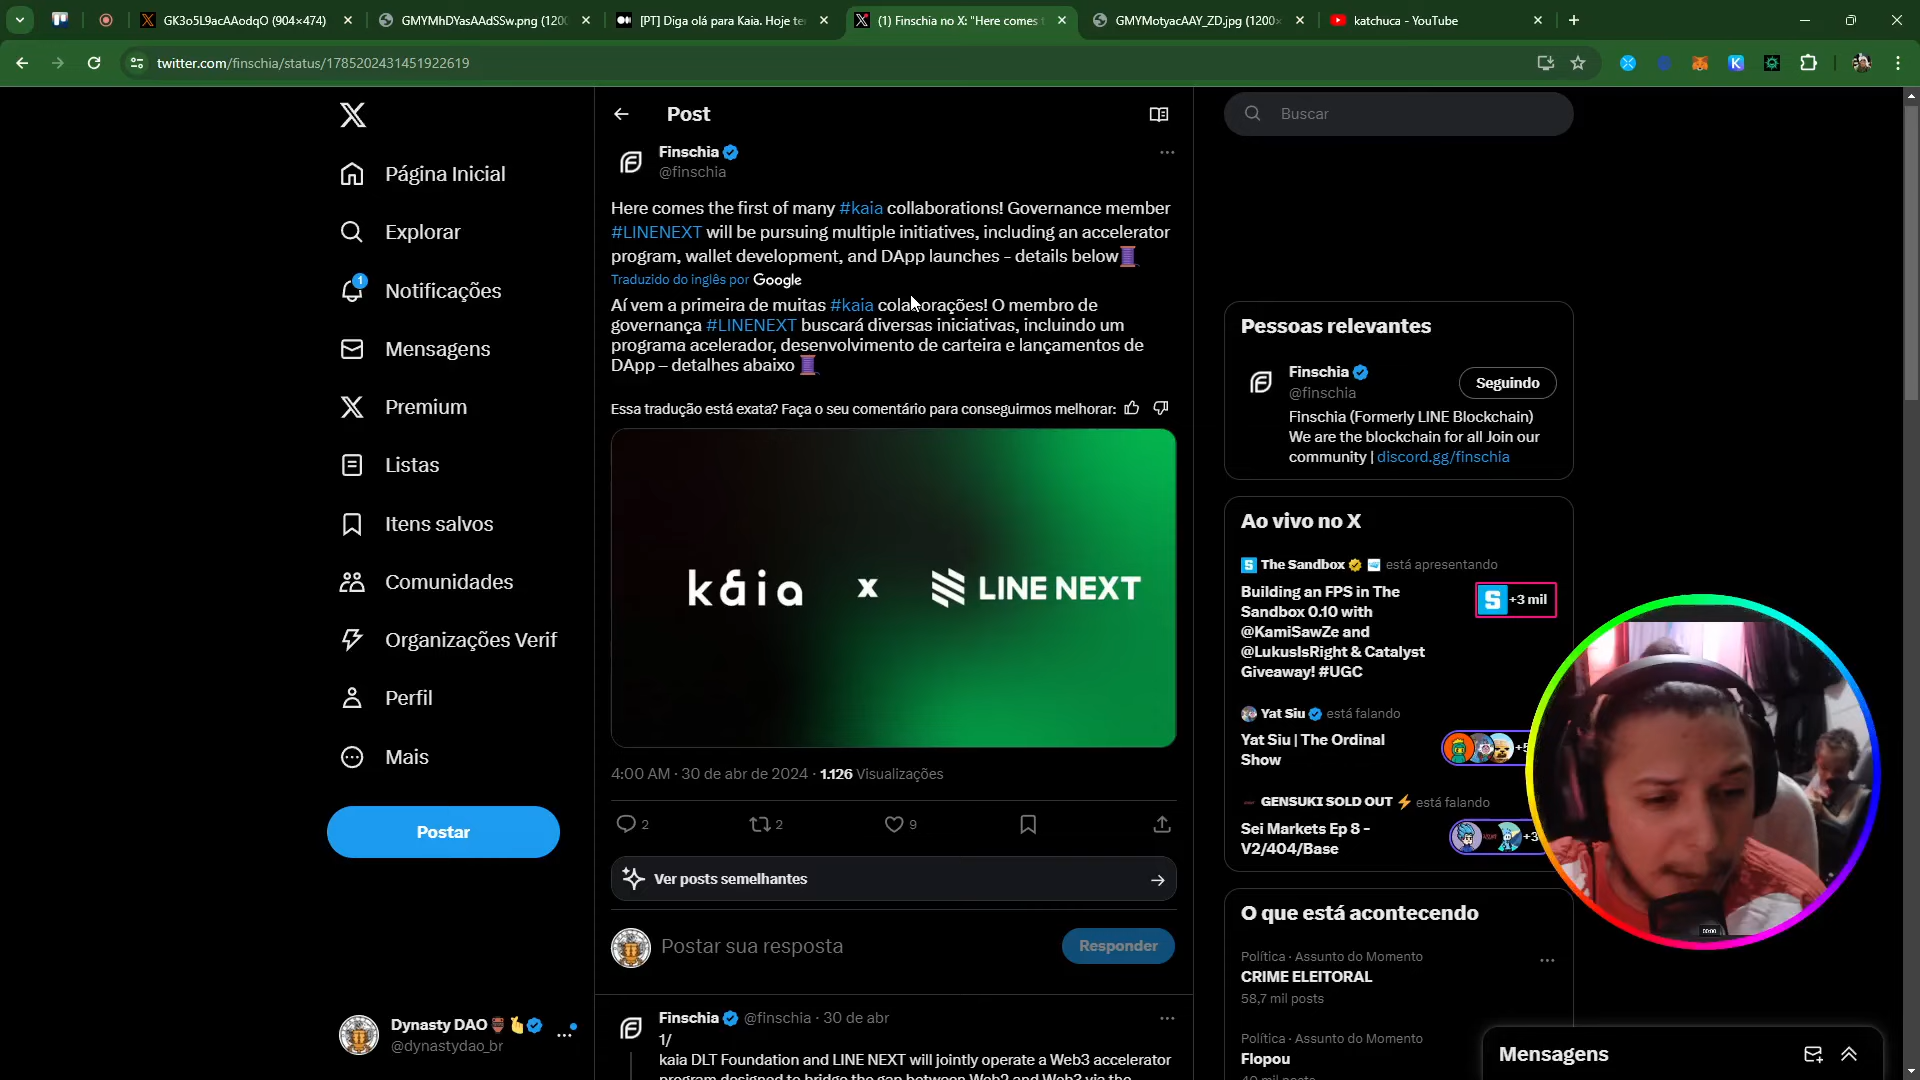 GK3o5L9acAAodqO (904×474)
GMYMhDYasAAdSSw.png (120
[PT] Diga olá para Kaia. Hoje te
(1) Finschia no X: "Here comes t
GMYMotyacAAY_ZD.jpg (1200×
katchuca - YouTube
twitter.com/finschia/status/1785202431451922619
Post
Buscar
Página Inicial
Explorar
1
Notificações
Mensagens
Premium
Listas
Itens salvos
Comunidades
Organizações Verif
Perfil
Mais
Postar
Dynasty DAO
@dynastydao_br
Finschia
@finschia
Here comes the first of many #kaia collaborations! Governance member
#LINENEXT will be pursuing multiple initiatives, including an accelerator
program, wallet development, and DApp launches - details below
Traduzido do inglês por Google
Aí vem a primeira de muitas #kaia colaborações! O membro de
governança #LINENEXT buscará diversas iniciativas, incluindo um
programa acelerador, desenvolvimento de carteira e lançamentos de
DApp – detalhes abaixo
Essa tradução está exata? Faça o seu comentário para conseguirmos melhorar:
kaia x LINE NEXT
4:00 AM · 30 de abr de 2024 · 1.126 Visualizações
2 2 9
Ver posts semelhantes
Postar sua resposta
Responder
Finschia @finschia · 30 de abr
1/
kaia DLT Foundation and LINE NEXT will jointly operate a Web3 accelerator
program designed to bridge the gap between Web2 and Web3 via the
Pessoas relevantes
Finschia
@finschia
Seguindo
Finschia (Formerly LINE Blockchain)
We are the blockchain for all Join our
community | discord.gg/finschia
Ao vivo no X
The Sandbox está apresentando
Building an FPS in The
Sandbox 0.10 with
@KamiSawZe and
@LukusIsRight & Catalyst
Giveaway! #UGC
S +3 mil
Yat Siu está falando
Yat Siu | The Ordinal
Show
GENSUKI SOLD OUT está falando
Sei Markets Ep 8 -
V2/404/Base
+3
O que está acontecendo
Política · Assunto do Momento
CRIME ELEITORAL
58,7 mil posts
Política · Assunto do Momento
Flopou
Mensagens
00:00